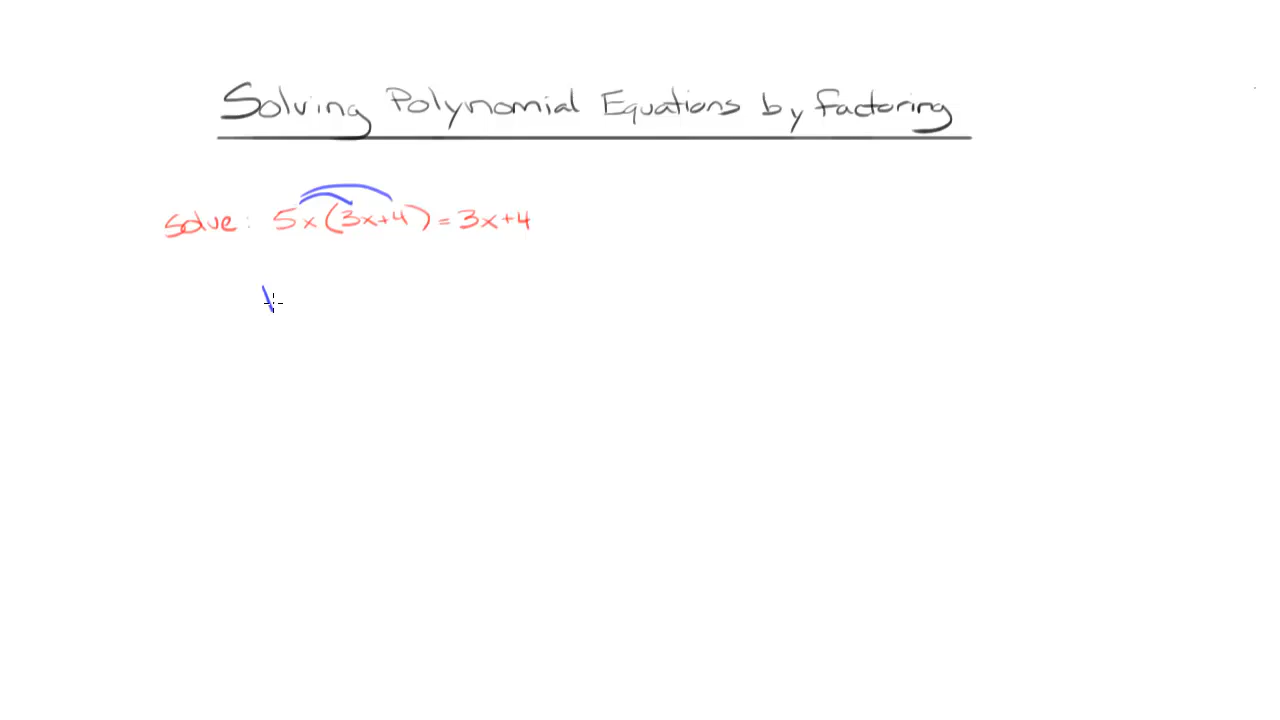 Solving Polynomial Equations by factoring
Solve: 5x(3x+4)=3x+4